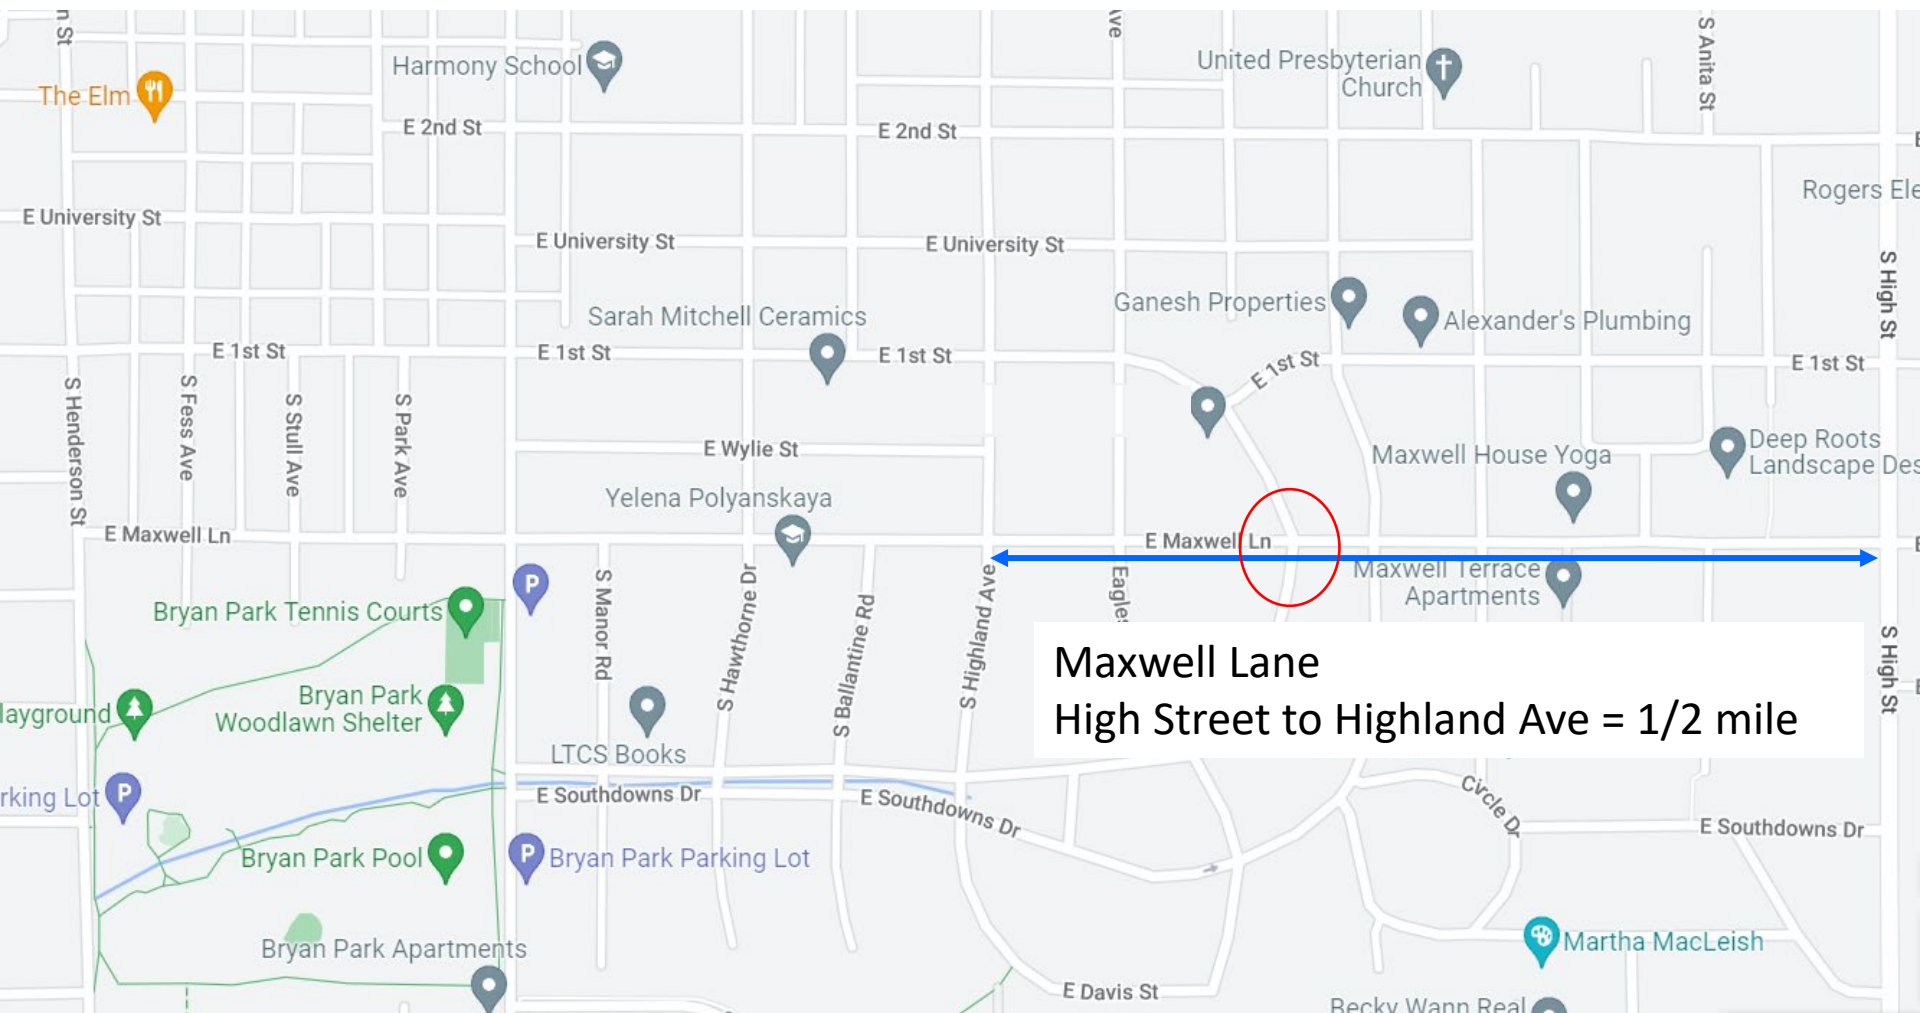 n St
ve
S Anita St
Harmony School
United Presbyterian
Church
The Elm
E 2nd St
E 2nd St
Rogers Ele
E University St
E University St
E University St
S High St
Ganesh Properties
Sarah Mitchell Ceramics
Alexander's Plumbing
E 1st St
E 1st St
E 1st St
E 1st St
E 1st St
S Henderson St
S Fess Ave
S Stull Ave
S Park Ave
E Wylie St
Maxwell House Yoga
Deep Roots
Landscape Des
Yelena Polyanskaya
E Maxwell Ln
E Maxwell Ln
P
S Manor Rd
S Hawthorne Dr
S Ballantine Rd
S Highland Ave
Eagles
Maxwell Terrace
Apartments
Bryan Park Tennis Courts
S High St
Maxwell Lane
High Street to Highland Ave = 1/2 mile
Bryan Park
Woodlawn Shelter
layground
LTCS Books
rking Lot
P
E Southdowns Dr
E Southdowns Dr
Circle Dr
E Southdowns Dr
Bryan Park Pool
P
Bryan Park Parking Lot
Bryan Park Apartments
Martha MacLeish
E Davis St
Becky Wann Real